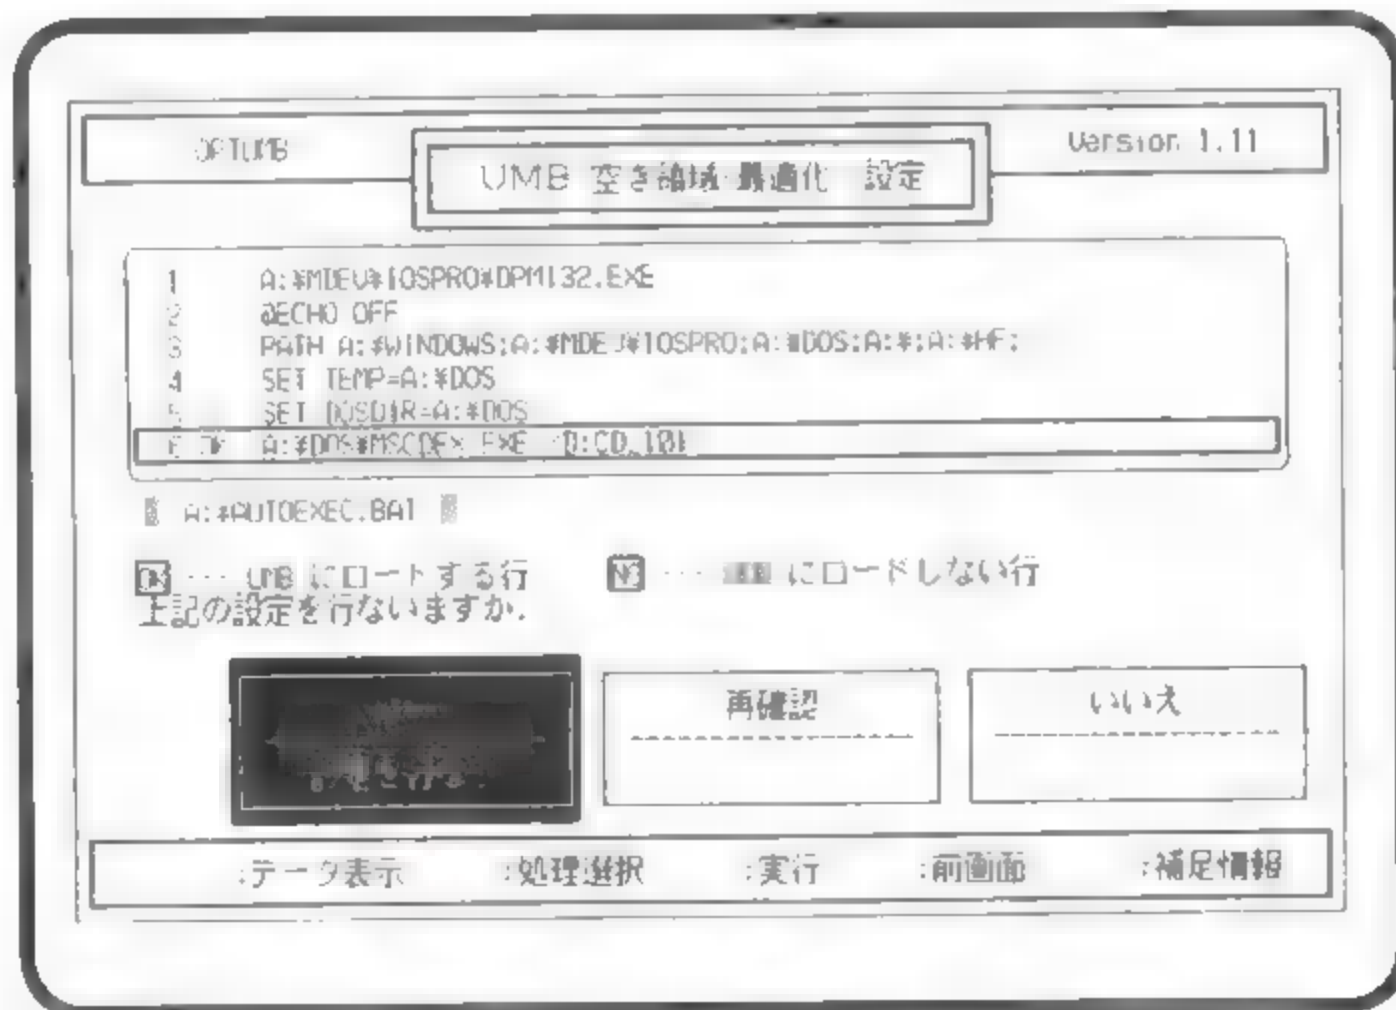 OPTUMB
UMB 空き領域 最適化 設定
Version 1.11
1 A:¥MDEV¥IOSPRO¥DPMI32.EXE
2 @ECHO OFF
3 PATH A:¥WINDOWS;A:¥MDEV¥IOSPRO;A:¥DOS;A:¥;A:¥HF;
4 SET TEMP=A:¥DOS
5 SET DOSDIR=A:¥DOS
6 OK A:¥DOS¥MSCDEX.EXE /D:CD_101
A:¥AUTOEXEC.BAT
OK ・・・ UMB にロードする行
NG ・・・ UMB にロードしない行
上記の設定を行ないますか.
再確認
いいえ
:データ表示 :処理選択 :実行 :前画面 :補足情報